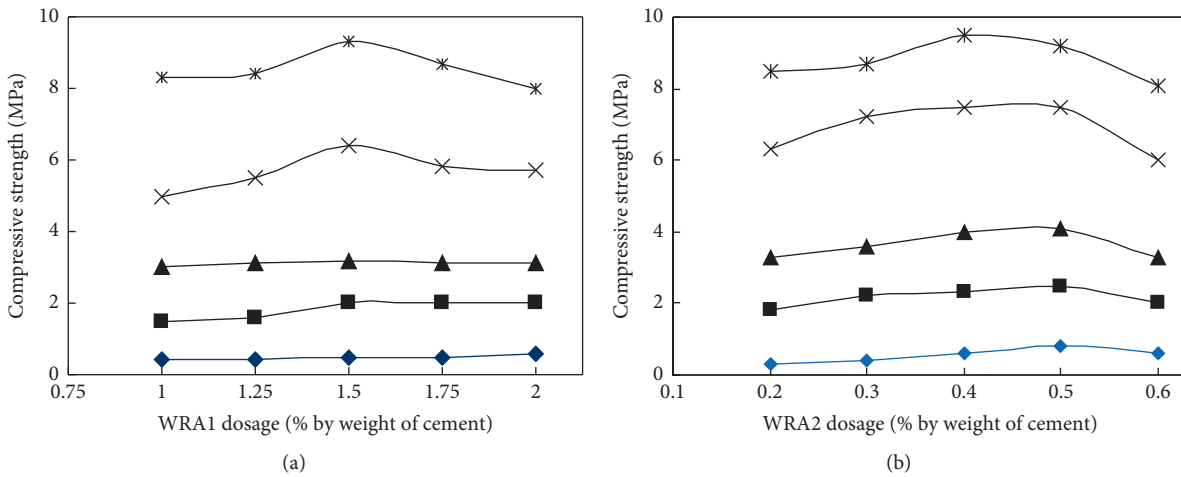 10
8
6
4
2
0
Compressive strength (MPa)
0.75 1 1.25 1.5 1.75 2
WRA1 dosage (% by weight of cement)
(a)
10
8
6
4
2
0
Compressive strength (MPa)
0.1 0.2 0.3 0.4 0.5 0.6
WRA2 dosage (% by weight of cement)
(b)